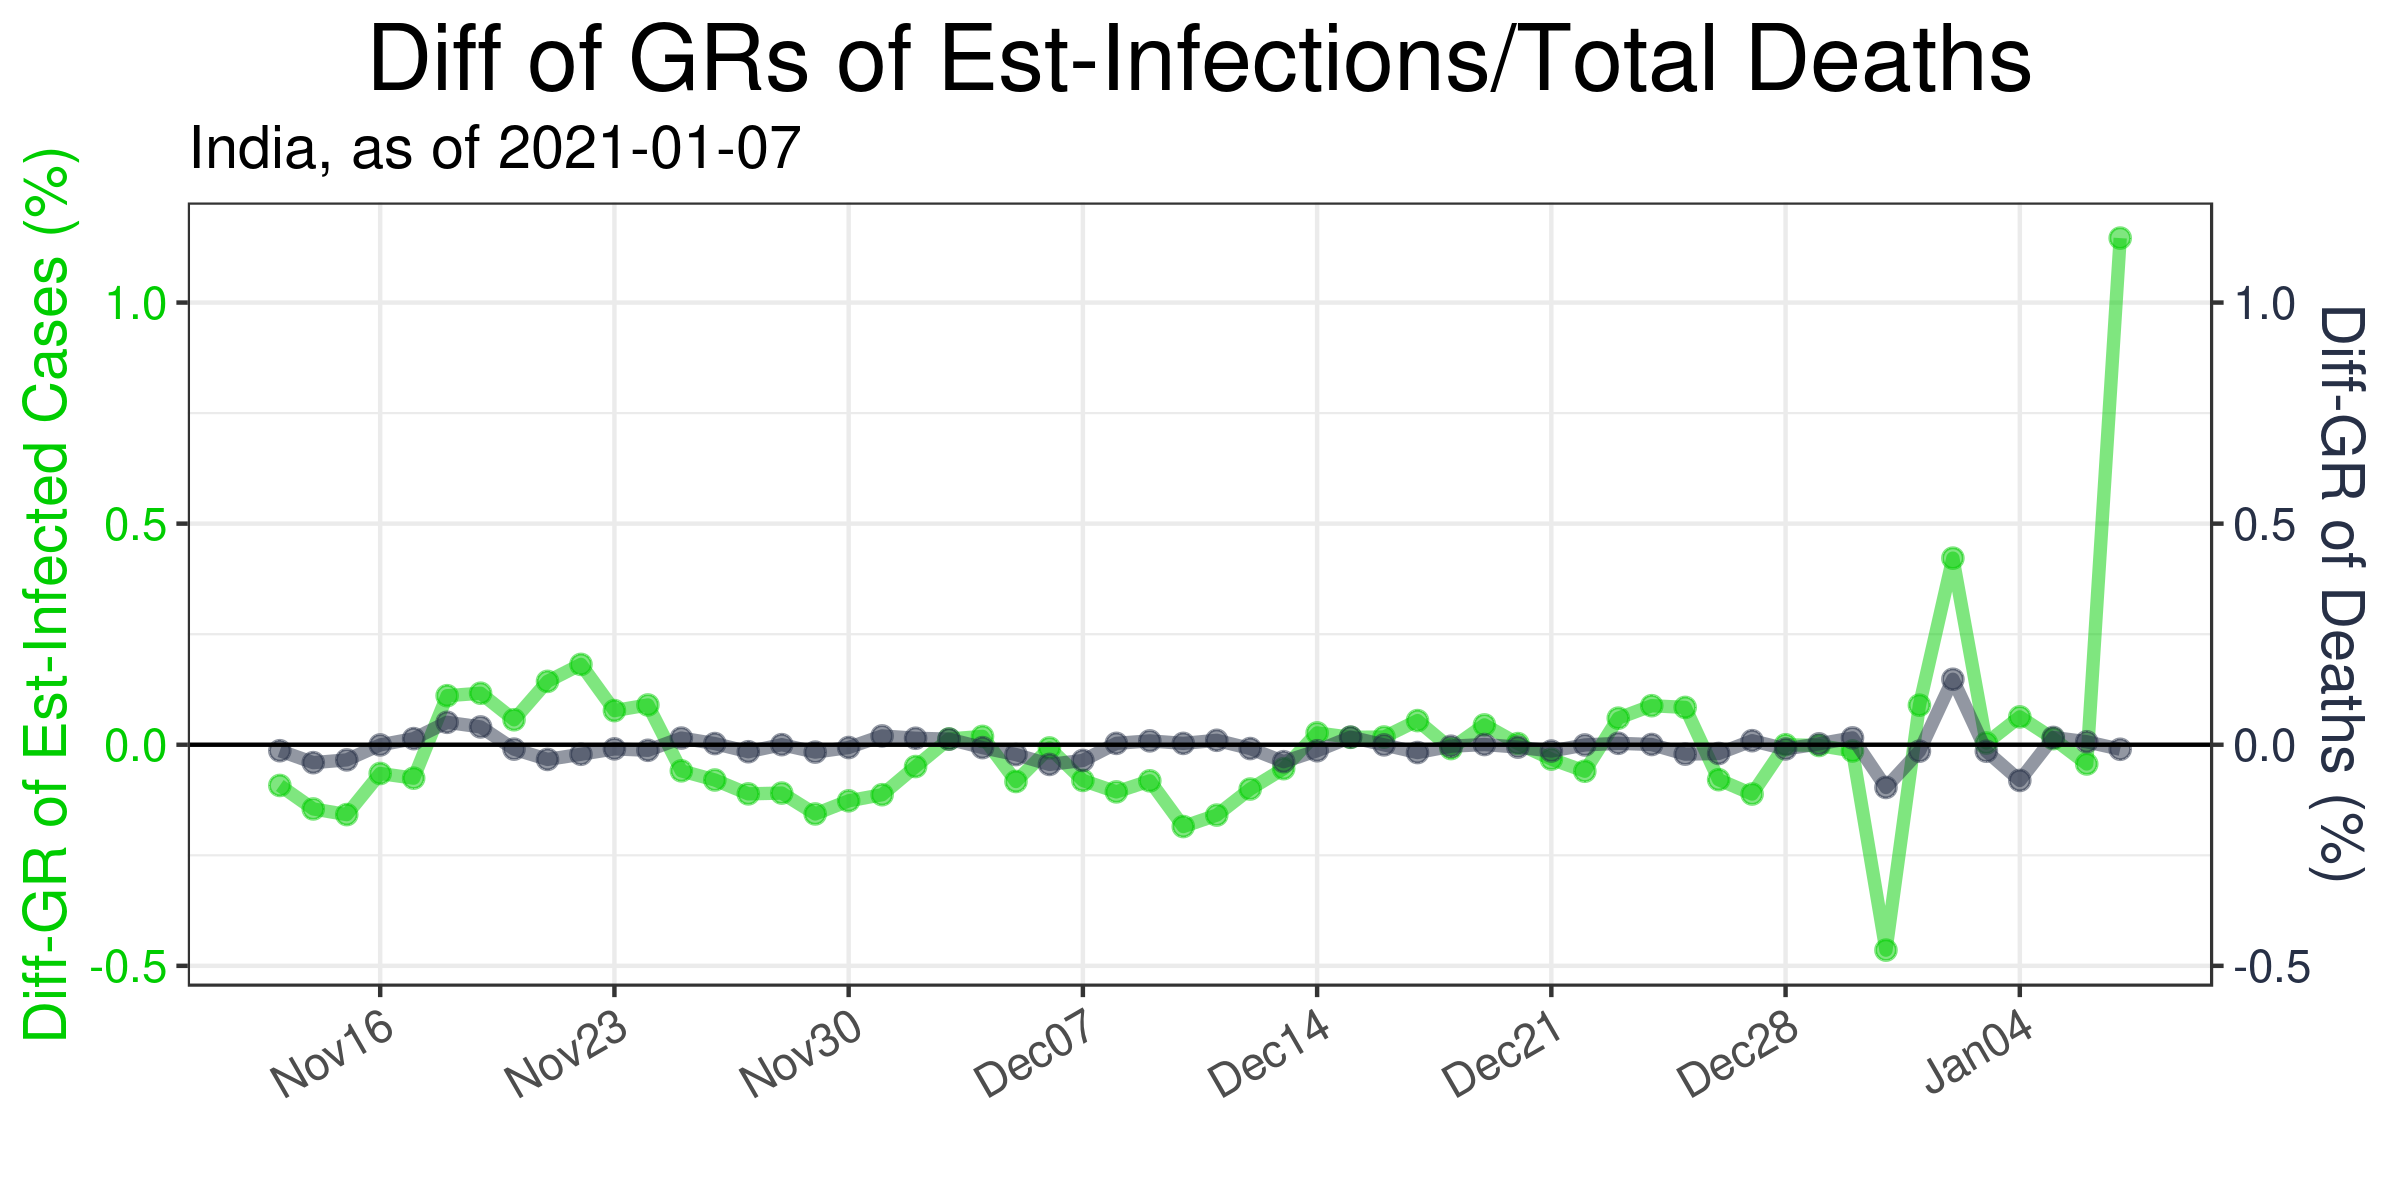 Diff of GRs of Est-Infections/Total Deaths
India, as of 2021-01-07
Diff-GR of Est-Infected Cases (%)
1.0
0.5
0.0
-0.5
1.0
0.5
0.0
-0.5
Diff-GR of Deaths (%)
Nov16
Nov23
Nov30
Dec07
Dec14
Dec21
Dec28
Jan04